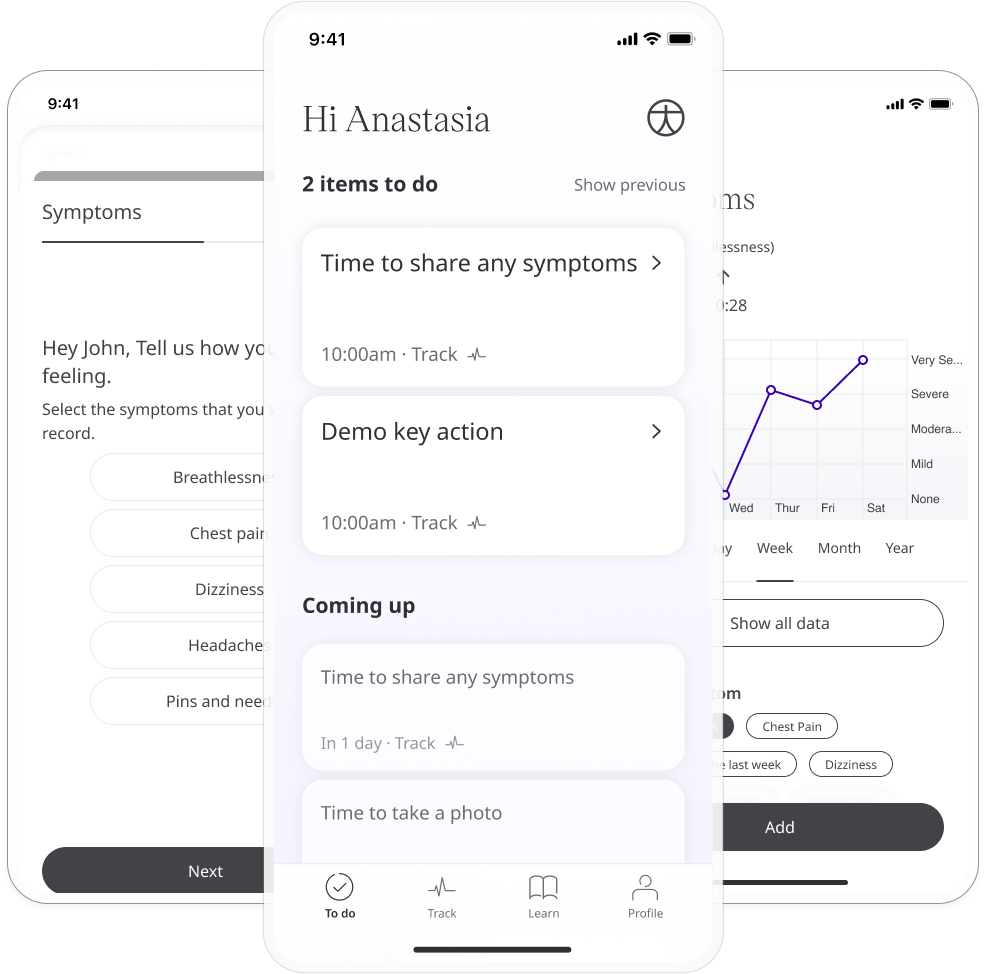 9:41
Symptoms
Hey John, Tell us how you
feeling.
Select the symptoms that you
record.
Breathlessne
Chest pain
Dizziness
Headaches
Pins and need
Next
9:41
Hi Anastasia
2 items to do
Show previous
Time to share any symptoms
10:00am · Track
Demo key action
10:00am · Track
Coming up
Time to share any symptoms
In 1 day · Track
Time to take a photo
To do
Track
Learn
Profile
oms
lessness)
0:28
Very Se...
Severe
Modera...
Mild
None
Wed Thur Fri Sat
Day Week Month Year
Show all data
om
Chest Pain
he last week
Dizziness
Add